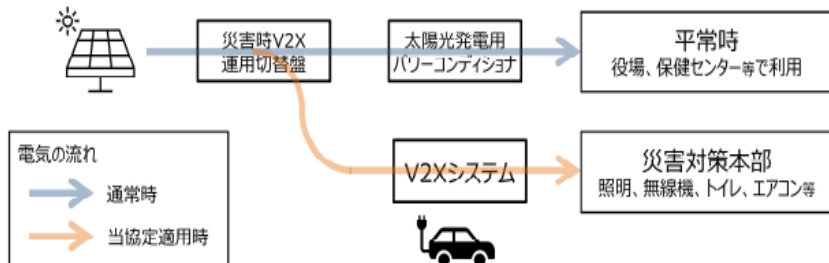 災害時V2X
運用切替盤
太陽光発電用
パワーコンディショナ
平常時
役場、保健センター等で利用
電気の流れ
通常時
当協定適用時
V2Xシステム
災害対策本部
照明、無線機、トイレ、エアコン等